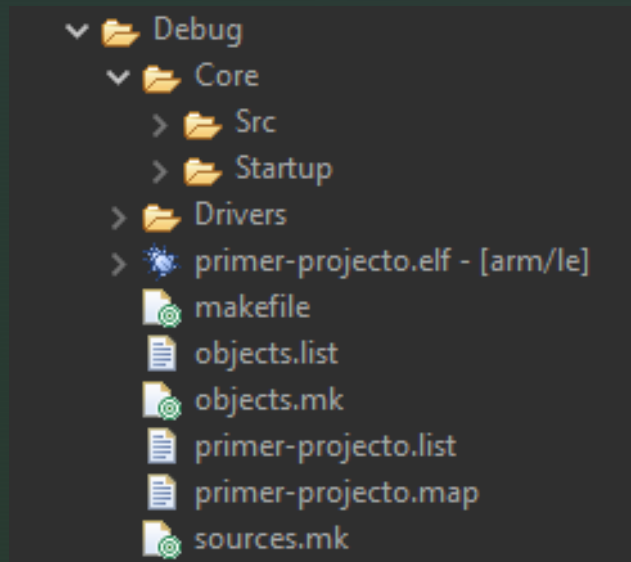 Debug
Core
Src
Startup
Drivers
primer-projecto.elf - [arm/le]
makefile
objects.list
objects.mk
primer-projecto.list
primer-projecto.map
sources.mk